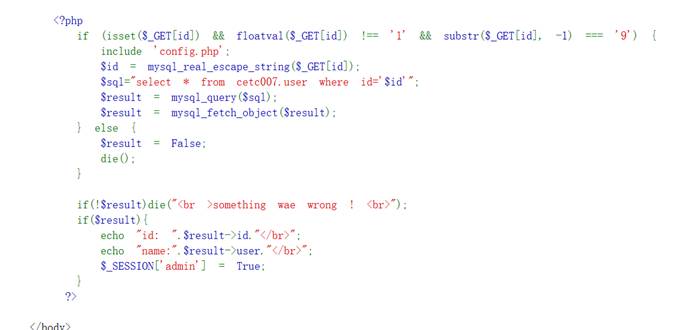 <?php
if (isset($_GET[id]) && floatval($_GET[id]) !== '1' && substr($_GET[id], -1) === '9') {
include 'config.php';
$id = mysql_real_escape_string($_GET[id]);
$sql="select * from cetc007.user where id='$id'";
$result = mysql_query($sql);
$result = mysql_fetch_object($result);
} else {
$result = False;
die();
}
if(!$result)die("<br >something wae wrong ! <br>");
if($result){
echo "id: ".$result->id."</br>";
echo "name:".$result->user."</br>";
$_SESSION['admin'] = True;
}
?>
</body>